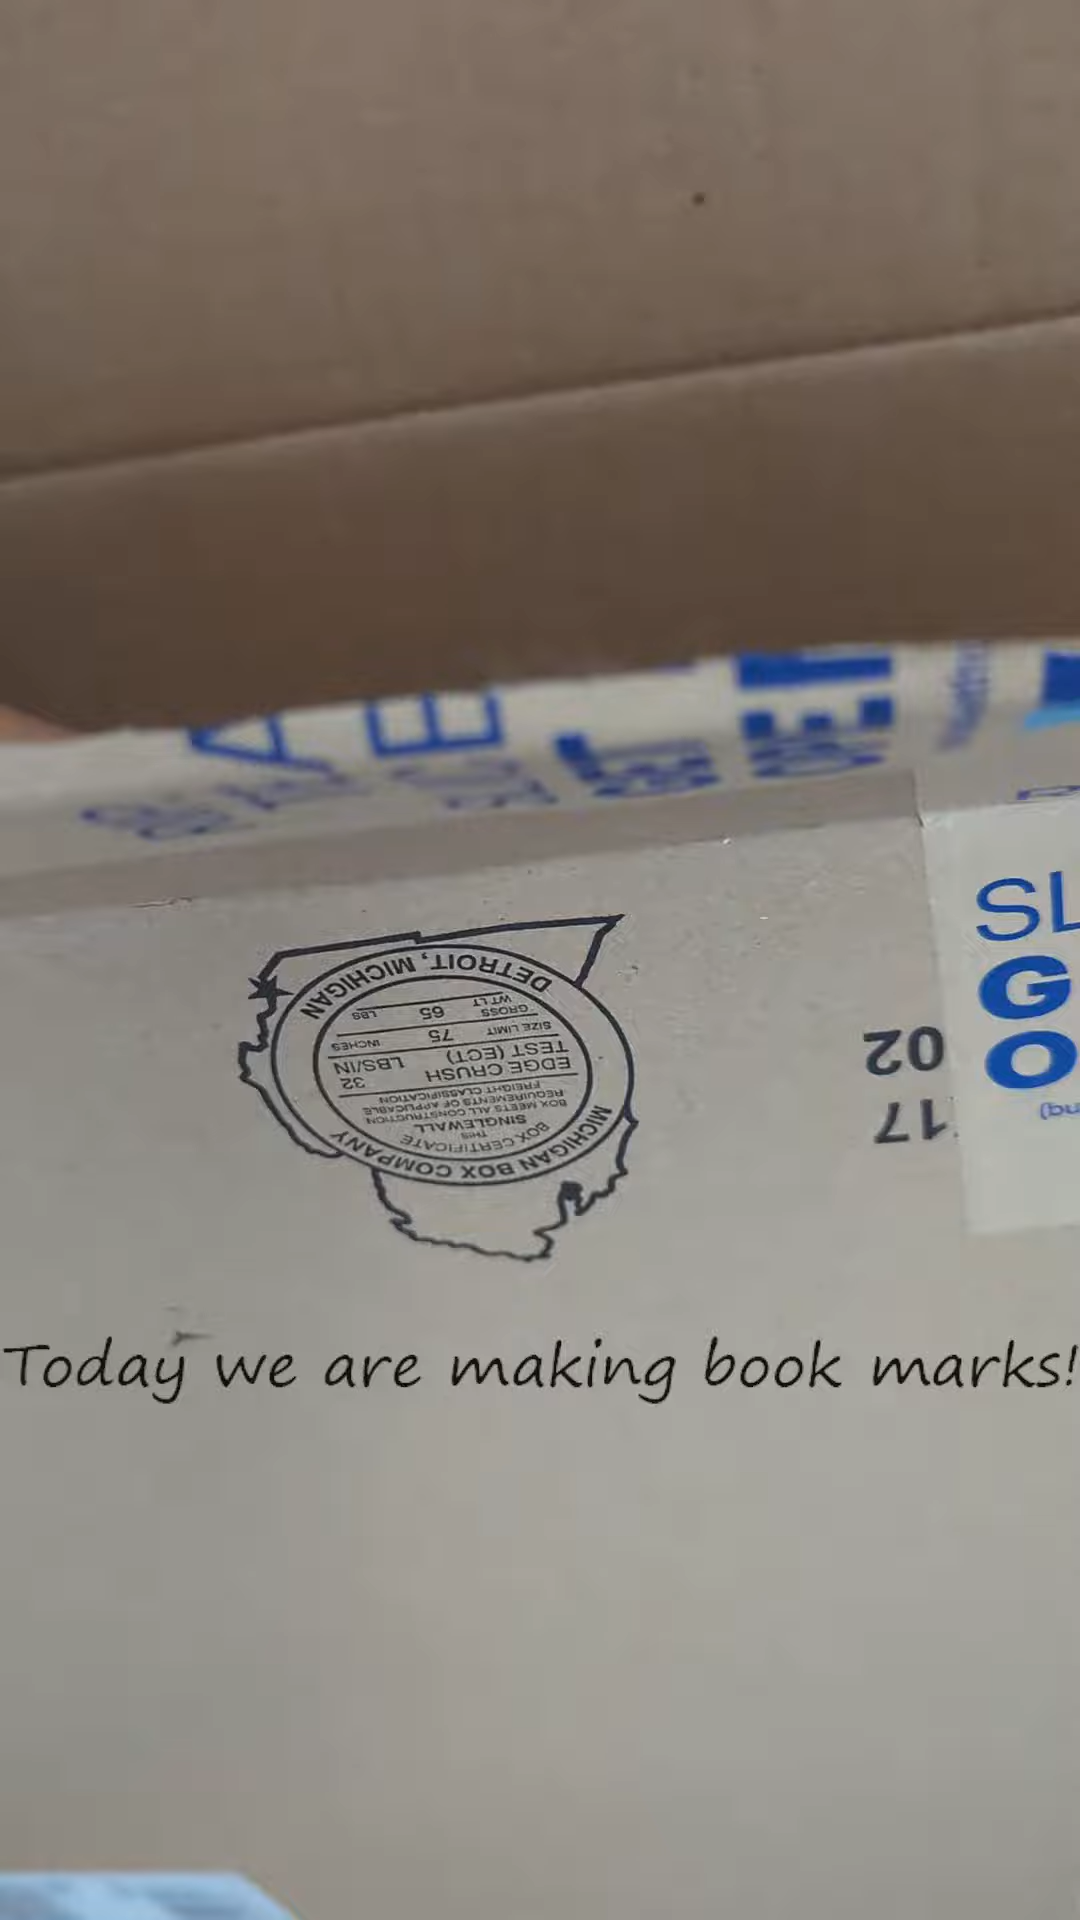 SL
GO
MICHIGAN BOX COMPANY
BOX CERTIFICATE
THIS
SINGLEWALL
BOX MEETS ALL CONSTRUCTION
REQUIREMENTS OF APPLICABLE
FREIGHT CLASSIFICATION
EDGE CRUSH
TEST (ECT) 32 LBS/IN
SIZE LIMIT 75 INCHES
GROSS
WT LT 65 LBS
DETROIT, MICHIGAN
17
02
Today we are making book marks!